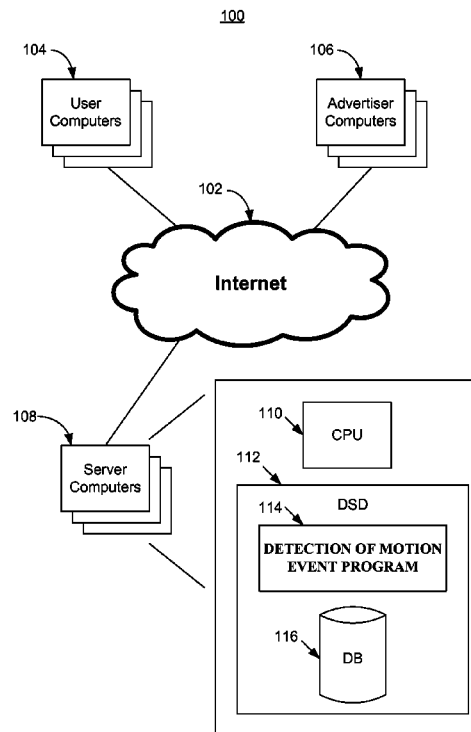 100
104
106
User
Computers
Advertiser
Computers
102
Internet
108
Server
Computers
110
CPU
112
DSD
114
DETECTION OF MOTION
EVENT PROGRAM
116
DB